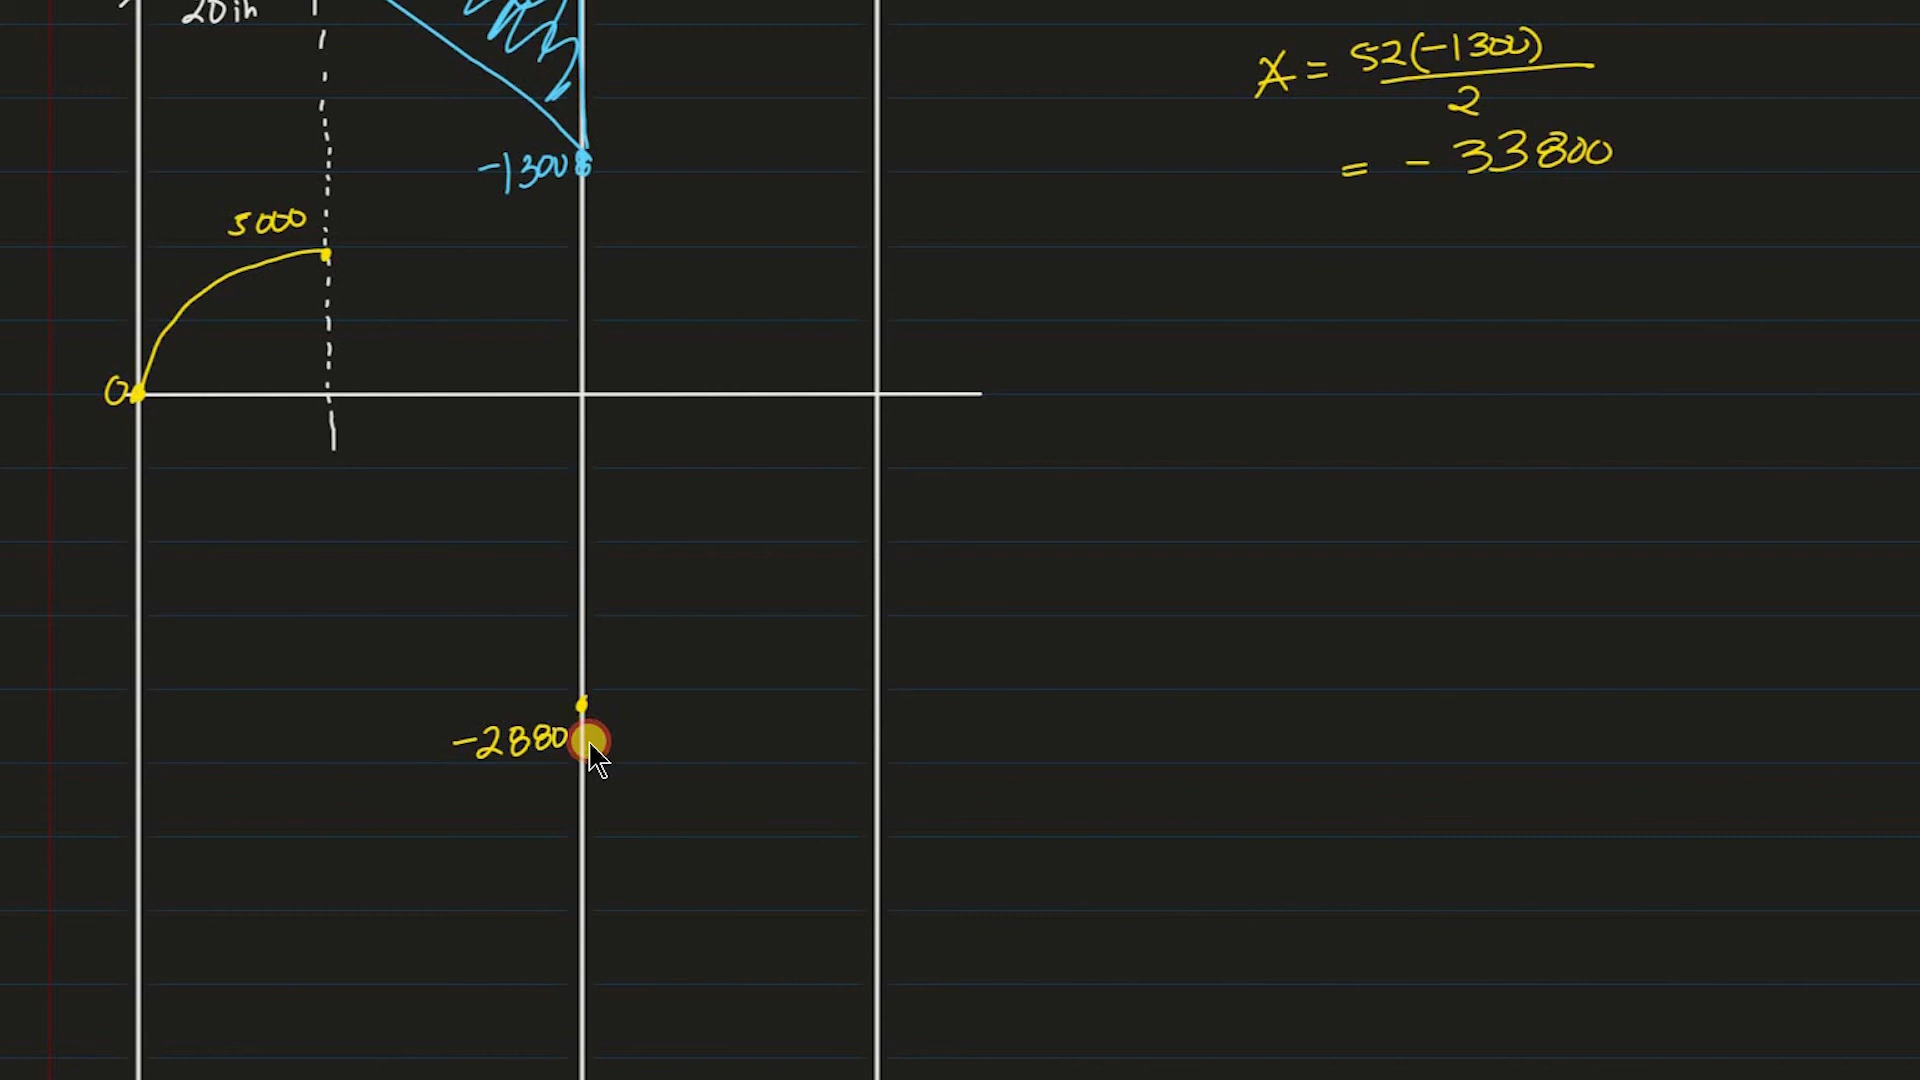 20in
x = 52(-1300)
2
= - 33800
-1300
5000
0
-2880